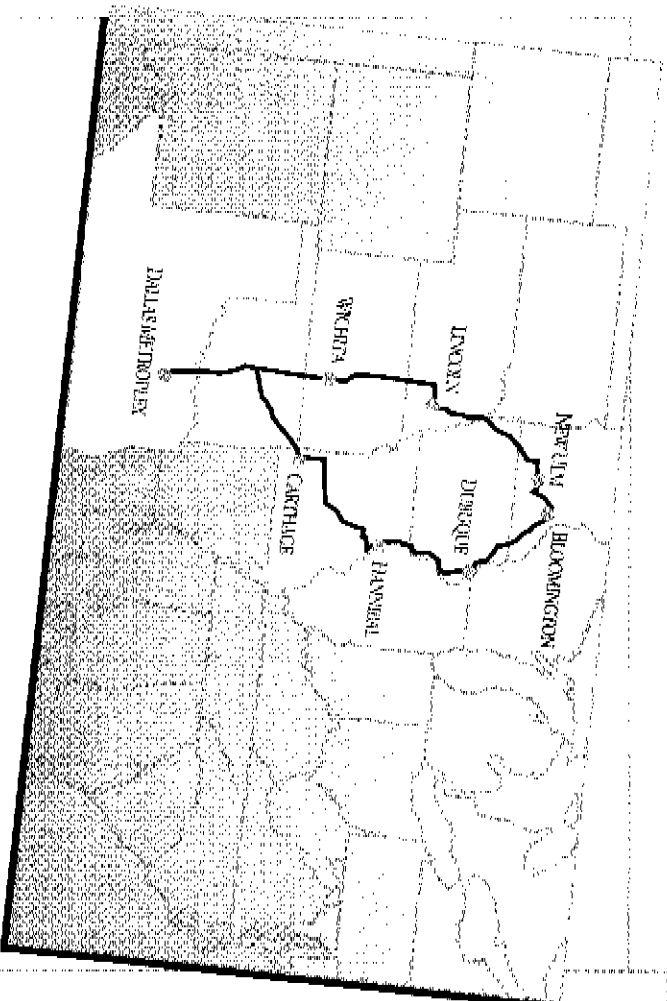 NEW ULM
BLOOMINGTON
LINCOLN
DUBUQUE
WICHITA
HANNIBAL
CARTHAGE
DALLAS METROPLEX